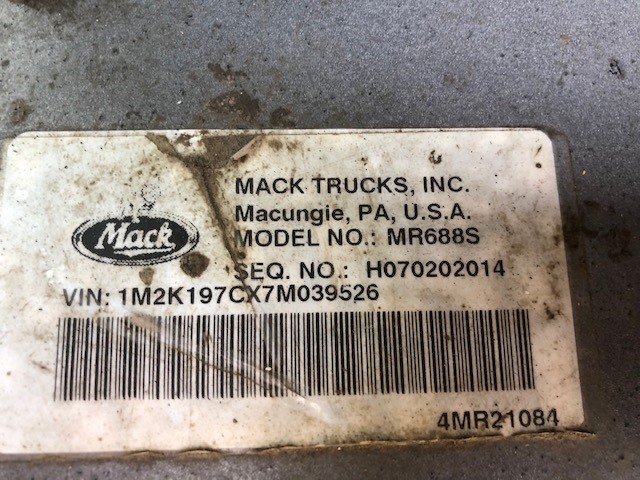 MACK TRUCKS, INC.
Macungie, PA, U.S.A.
Mack
MODEL NO.: MR688S
SEQ. NO.: H070202014
VIN: 1M2K197CX7M039526
4MR21084